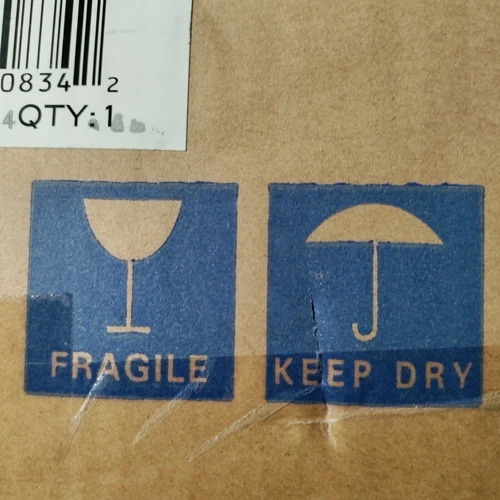 0834 2
QTY: 1
FRAGILE
KEEP DRY